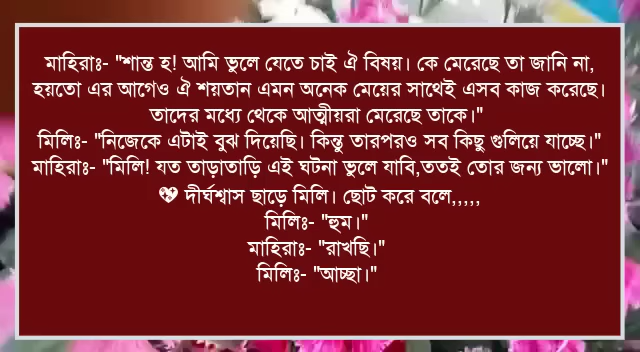 মাহিরাঃ- "শান্ত হ! আমি ভুলে যেতে চাই ঐ বিষয়। কে মেরেছে তা জানি না,
হয়তো এর আগেও ঐ শয়তান এমন অনেক মেয়ের সাথেই এসব কাজ করেছে।
তাদের মধ্যে থেকে আত্মীয়রা মেরেছে তাকে।"
মিলিঃ- "নিজেকে এটাই বুঝ দিয়েছি। কিন্তু তারপরও সব কিছু গুলিয়ে যাচ্ছে।"
মাহিরাঃ- "মিলি! যত তাড়াতাড়ি এই ঘটনা ভুলে যাবি,ততই তোর জন্য ভালো।"
💖 দীর্ঘশ্বাস ছাড়ে মিলি। ছোট করে বলে,,,,,
মিলিঃ- "হুম।"
মাহিরাঃ- "রাখছি।"
মিলিঃ- "আচ্ছা।"